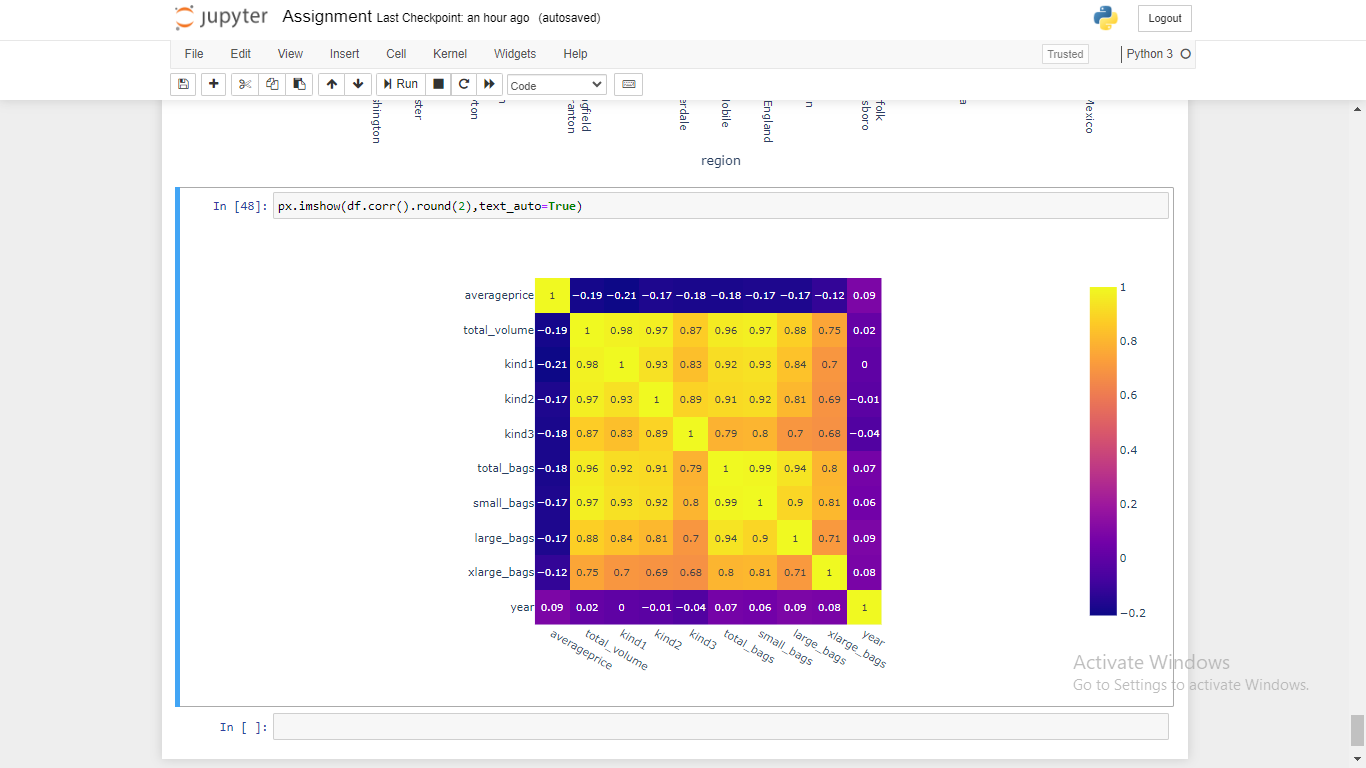 jupyter Assignment Last Checkpoint: an hour ago (autosaved)
Logout
File Edit View Insert Cell Kernel Widgets Help
Trusted Python 3
Run Code
region
In [48]: px.imshow(df.corr().round(2),text_auto=True)
averageprice 1 −0.19 −0.21 −0.17 −0.18 −0.18 −0.17 −0.17 −0.12 0.09
total_volume −0.19 1 0.98 0.97 0.87 0.96 0.97 0.88 0.75 0.02
kind1 −0.21 0.98 1 0.93 0.83 0.92 0.93 0.84 0.7 0
kind2 −0.17 0.97 0.93 1 0.89 0.91 0.92 0.81 0.69 −0.01
kind3 −0.18 0.87 0.83 0.89 1 0.79 0.8 0.7 0.68 −0.04
total_bags −0.18 0.96 0.92 0.91 0.79 1 0.99 0.94 0.8 0.07
small_bags −0.17 0.97 0.93 0.92 0.8 0.99 1 0.9 0.81 0.06
large_bags −0.17 0.88 0.84 0.81 0.7 0.94 0.9 1 0.71 0.09
xlarge_bags −0.12 0.75 0.7 0.69 0.68 0.8 0.81 0.71 1 0.08
year 0.09 0.02 0 −0.01 −0.04 0.07 0.06 0.09 0.08 1
averageprice total_volume kind1 kind2 kind3 total_bags small_bags large_bags xlarge_bags year
1
0.8
0.6
0.4
0.2
0
−0.2
Activate Windows
Go to Settings to activate Windows.
In [ ]: